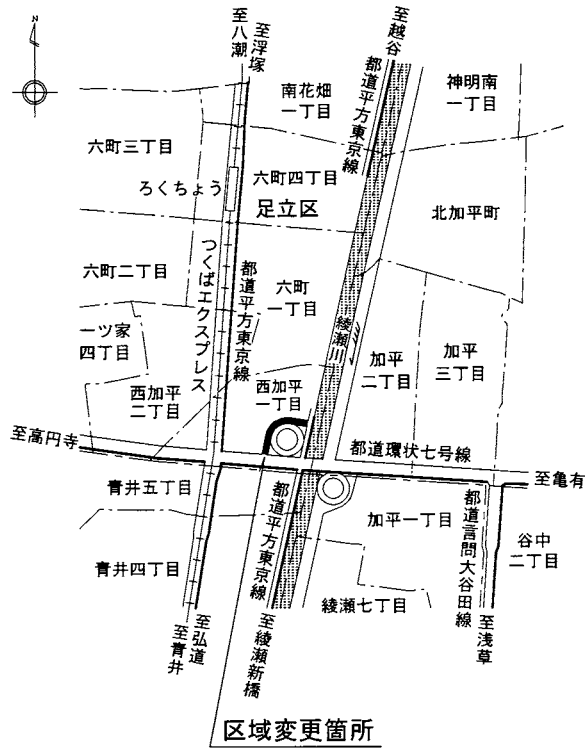 N
至八潮
至浮塚
至越谷
南花畑
一丁目
都道平方東京線
神明南
一丁目
六町三丁目
ろくちょう
六町四丁目
足立区
北加平町
六町二丁目
つくばエクスプレス
都道平方東京線
六町
一丁目
綾瀬川
一ツ家
四丁目
加平
二丁目
加平
三丁目
西加平
二丁目
西加平
一丁目
至高円寺
都道環状七号線
至亀有
青井五丁目
都道平方東京線
加平一丁目
都道言問大谷田線
谷中
二丁目
青井四丁目
綾瀬七丁目
至青井
至弘道
至綾瀬新橋
至浅草
区域変更箇所